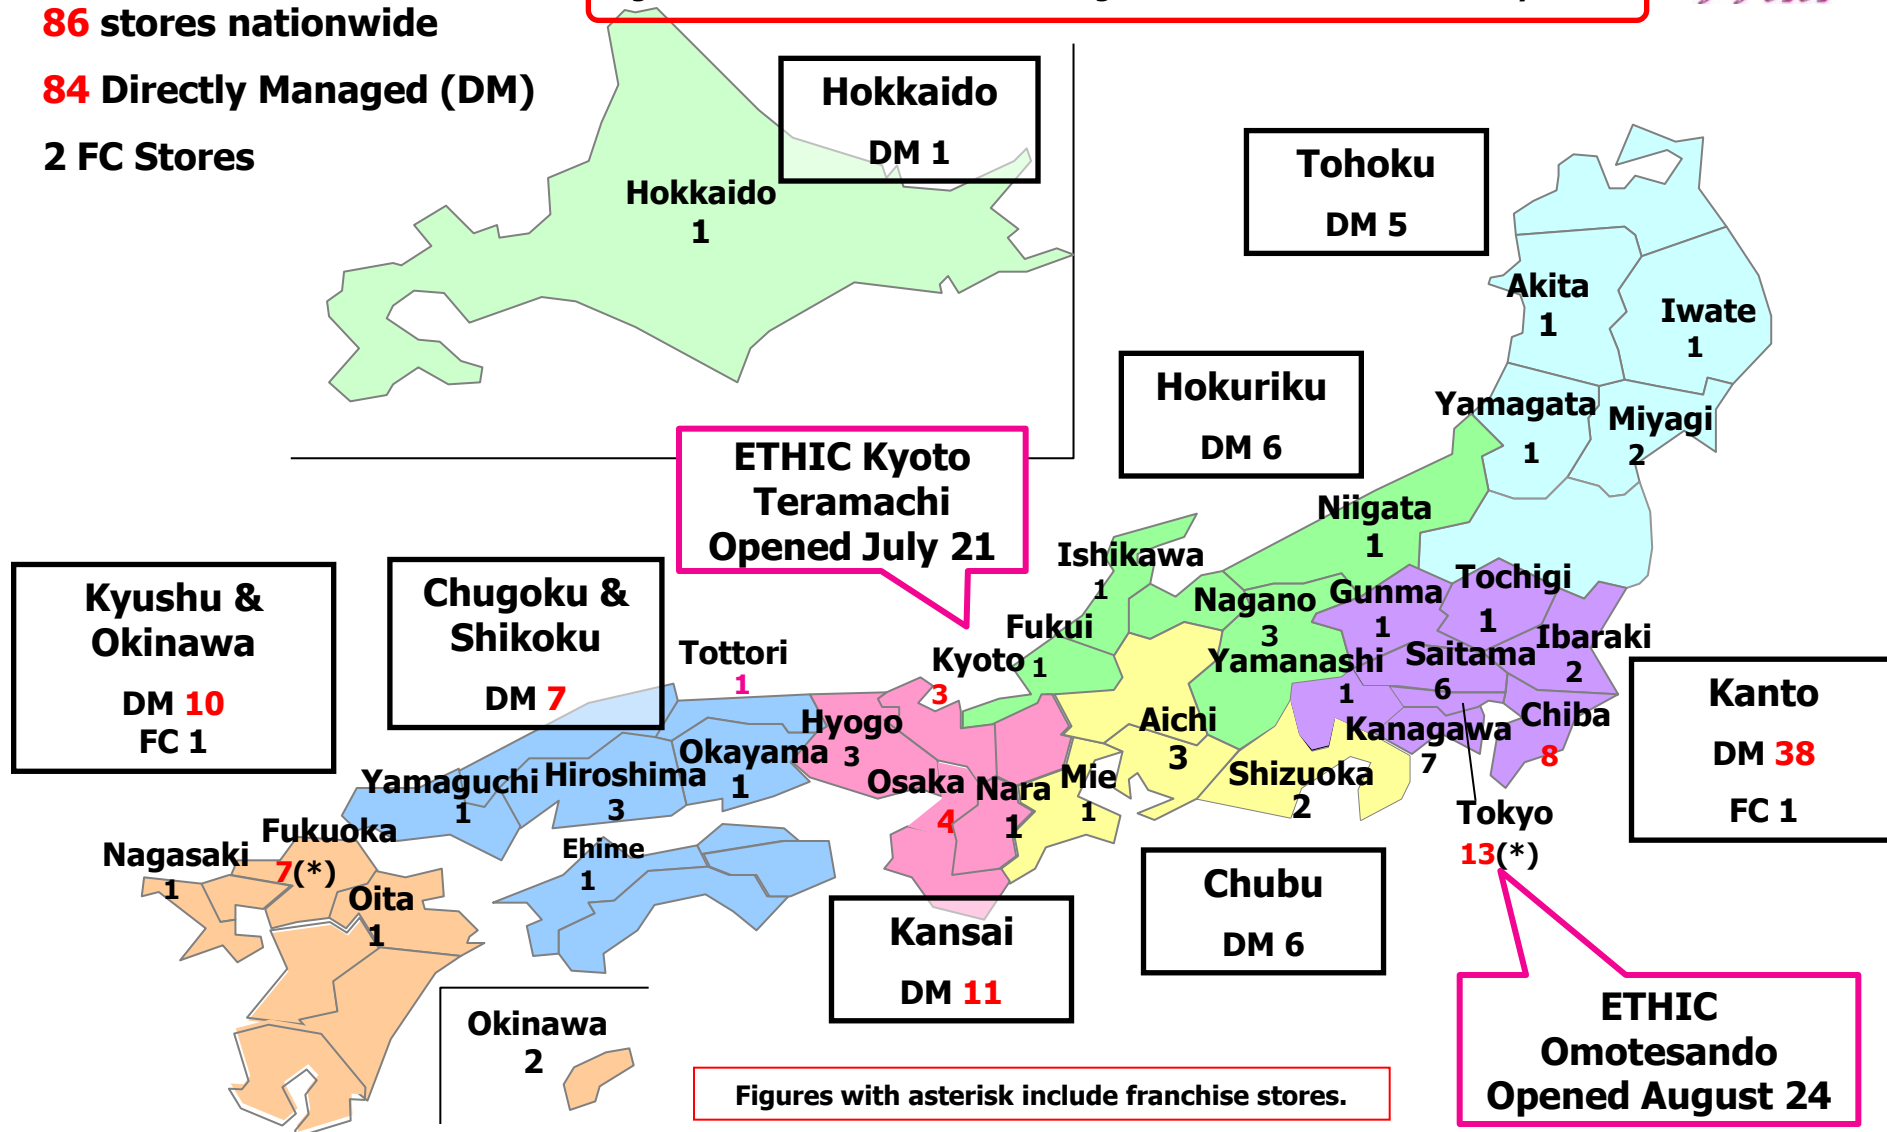 86 stores nationwide
84 Directly Managed (DM)
2 FC Stores
Hokkaido
DM 1
Hokkaido
1
Tohoku
DM 5
Akita
1
Iwate
1
Yamagata
1
Miyagi
2
Hokuriku
DM 6
ETHIC Kyoto
Teramachi
Opened July 21
Niigata
1
Ishikawa
1
Nagano
3
Fukui
1
Gunma
1
Tochigi
1
Ibaraki
2
Yamanashi
1
Saitama
6
Kanagawa
7
Chiba
8
Tokyo
13(*)
Kanto
DM 38
FC 1
Kyushu &
Okinawa
DM 10
FC 1
Chugoku &
Shikoku
DM 7
Tottori
1
Kyoto
3
Hyogo
3
Okayama
1
Hiroshima
3
Yamaguchi
1
Osaka
4
Nara
1
Mie
1
Aichi
3
Shizuoka
2
Fukuoka
7(*)
Nagasaki
1
Oita
1
Ehime
1
Kansai
DM 11
Chubu
DM 6
Okinawa
2
ETHIC
Omotesando
Opened August 24
Figures with asterisk include franchise stores.